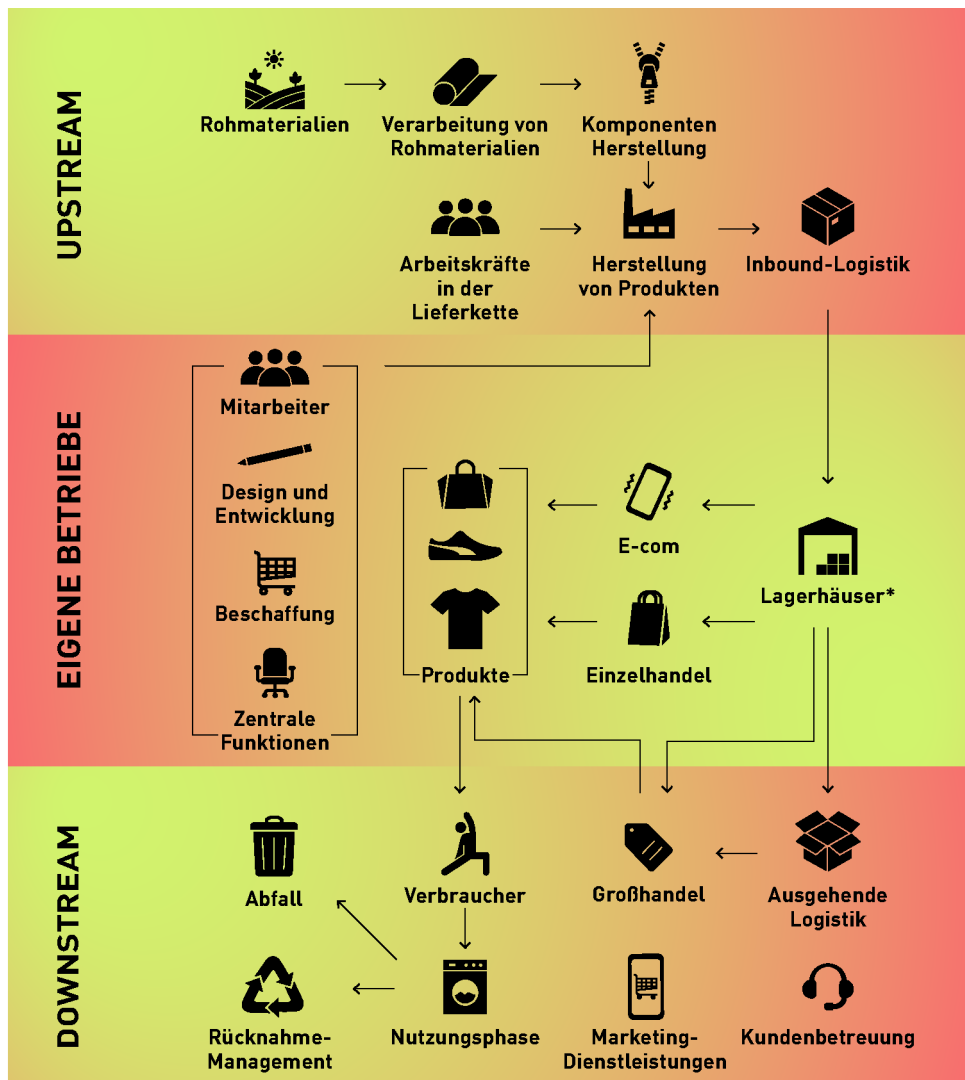 UPSTREAM
Rohmaterialien
Verarbeitung von
Rohmaterialien
Komponenten
Herstellung
Arbeitskräfte
in der
Lieferkette
Herstellung
von Produkten
Inbound-Logistik
EIGENE BETRIEBE
Mitarbeiter
Design und
Entwicklung
Beschaffung
Zentrale
Funktionen
Produkte
E-com
Einzelhandel
Lagerhäuser*
DOWNSTREAM
Abfall
Verbraucher
Großhandel
Ausgehende
Logistik
Rücknahme-
Management
Nutzungsphase
Marketing-
Dienstleistungen
Kundenbetreuung